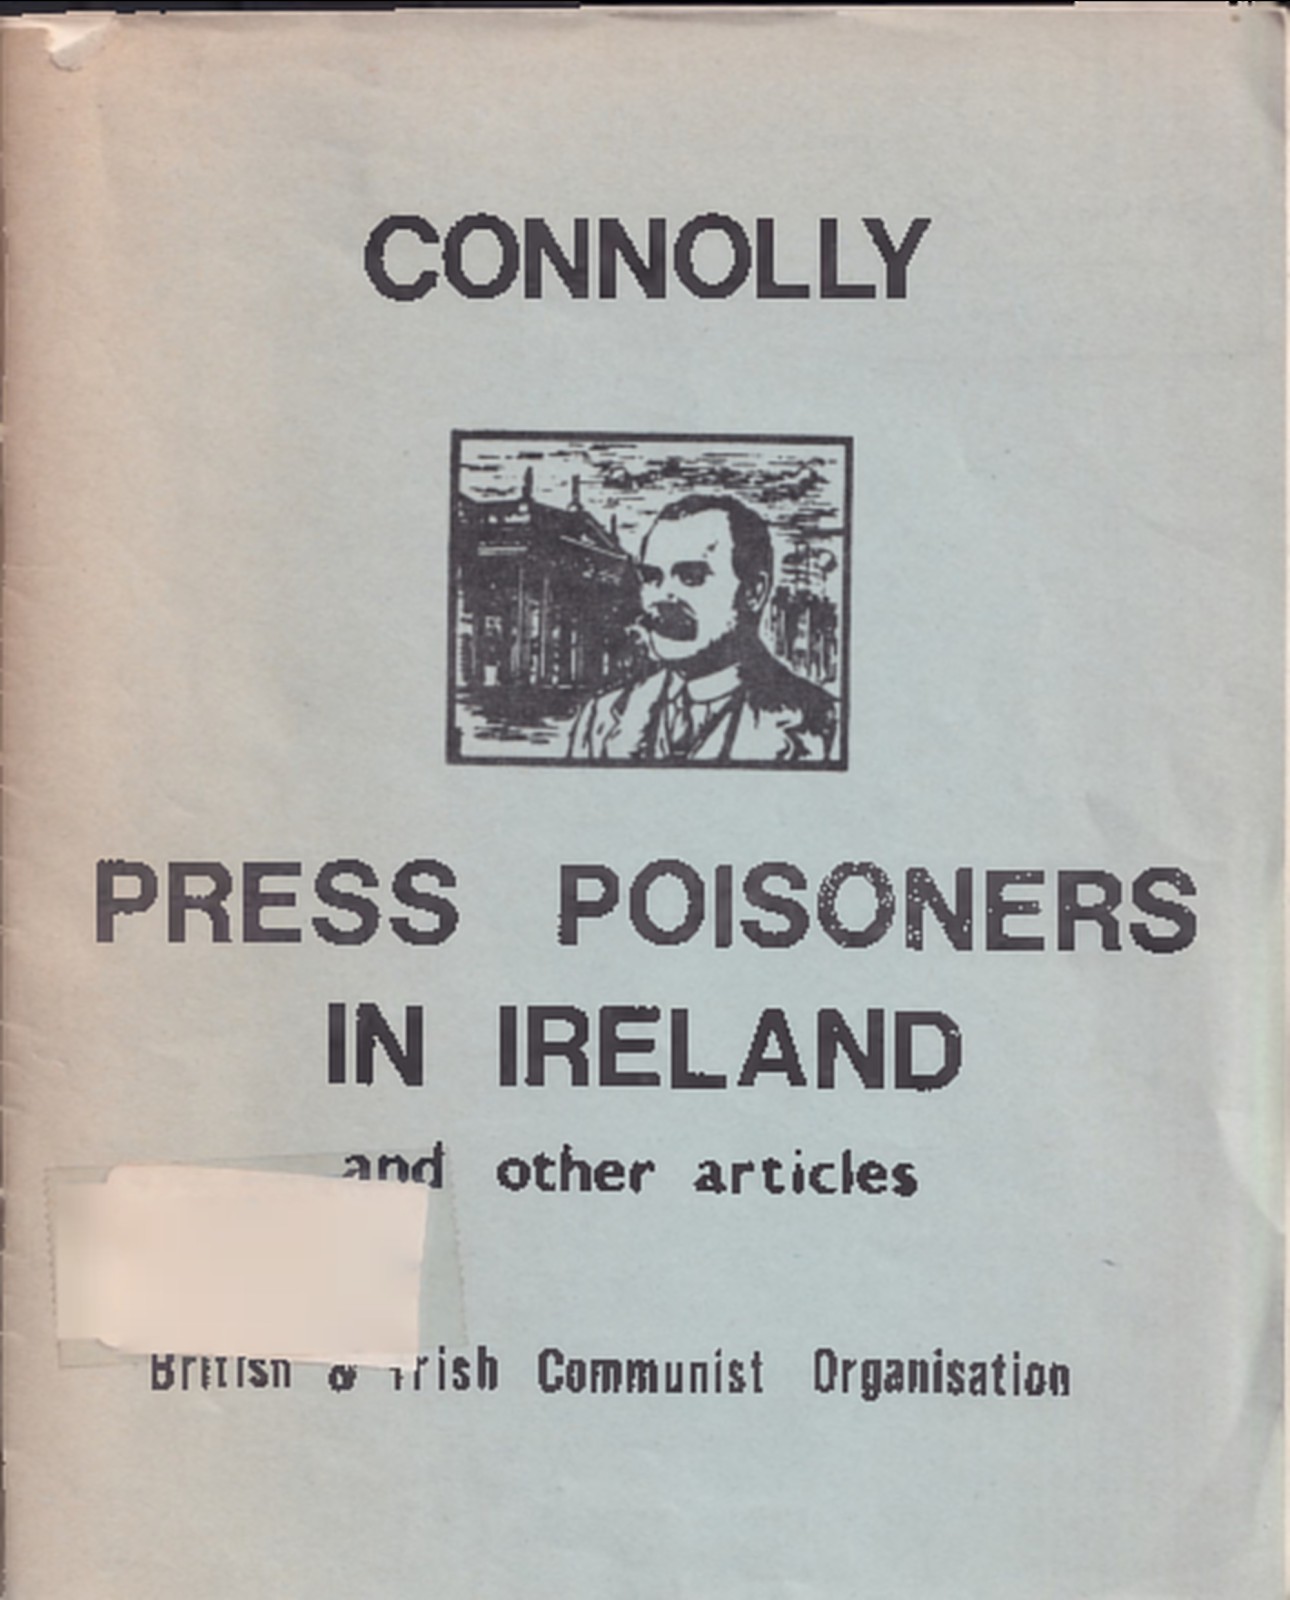 CONNOLLY
PRESS POISONERS
IN IRELAND
and other articles
British & Irish Communist Organisation